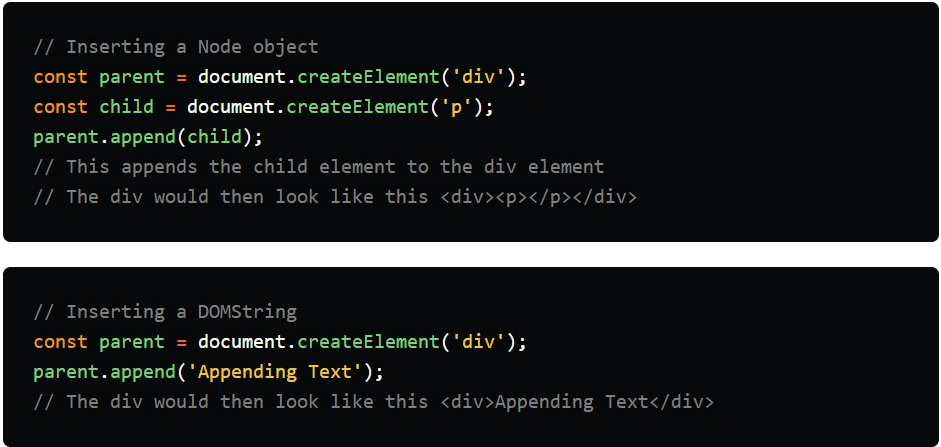 // Inserting a Node object
const parent = document.createElement('div');
const child = document.createElement('p');
parent.append(child);
// This appends the child element to the div element
// The div would then look like this <div><p></p></div>
// Inserting a DOMString
const parent = document.createElement('div');
parent.append('Appending Text');
// The div would then look like this <div>Appending Text</div>